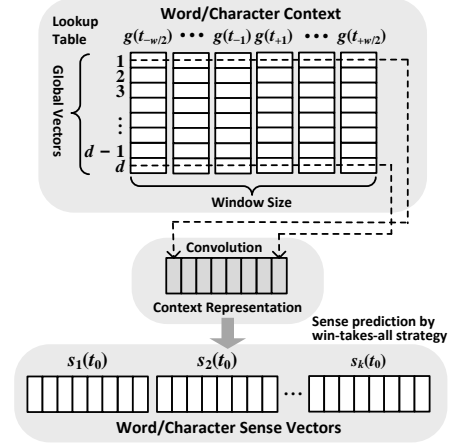 Word/Character Context
Lookup
Table
g(t₋w/2) ••• g(t₋₁) g(t₊₁) ••• g(t₊w/2)
Global Vectors
1
2
3
⋮
d − 1
d
Window Size
Convolution
Context Representation
Sense prediction by
win-takes-all strategy
s₁(t₀) s₂(t₀) sₖ(t₀)
•••
Word/Character Sense Vectors